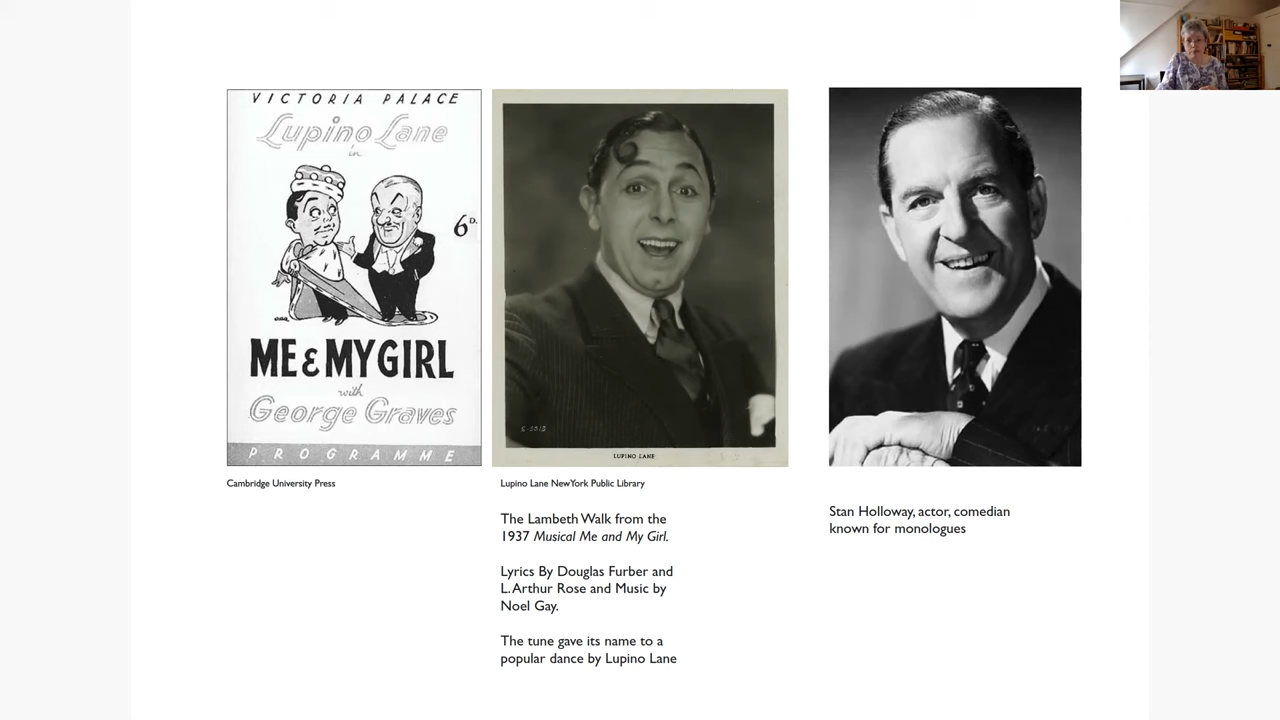 VICTORIA PALACE
Lupino Lane
in
6D.
ME & MY GIRL
with
George Graves
PROGRAMME
Cambridge University Press
S-5513
LUPINO LANE
Lupino Lane NewYork Public Library
The Lambeth Walk from the
1937 Musical Me and My Girl.
Lyrics By Douglas Furber and
L. Arthur Rose and Music by
Noel Gay.
The tune gave its name to a
popular dance by Lupino Lane
Stan Holloway, actor, comedian
known for monologues